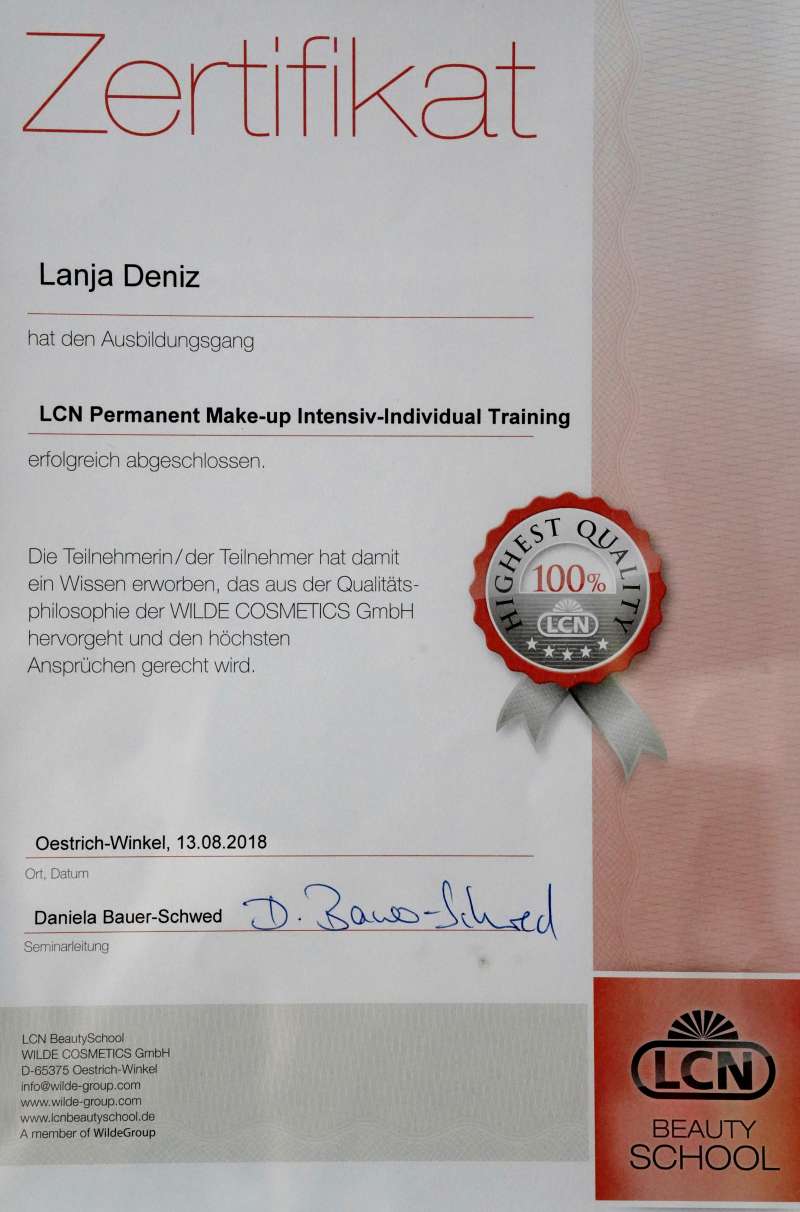 Zertifikat
Lanja Deniz
hat den Ausbildungsgang
LCN Permanent Make-up Intensiv-Individual Training
erfolgreich abgeschlossen.
Die Teilnehmerin/der Teilnehmer hat damit
ein Wissen erworben, das aus der Qualitäts-
philosophie der WILDE COSMETICS GmbH
hervorgeht und den höchsten
Ansprüchen gerecht wird.
HIGHEST QUALITY
100%
LCN
Oestrich-Winkel, 13.08.2018
Ort, Datum
Daniela Bauer-Schwed D. Bauer-Schwed
Seminarleitung
LCN BeautySchool
WILDE COSMETICS GmbH
D-65375 Oestrich-Winkel
info@wilde-group.com
www.wilde-group.com
www.lcnbeautyschool.de
A member of WildeGroup
LCN
BEAUTY
SCHOOL